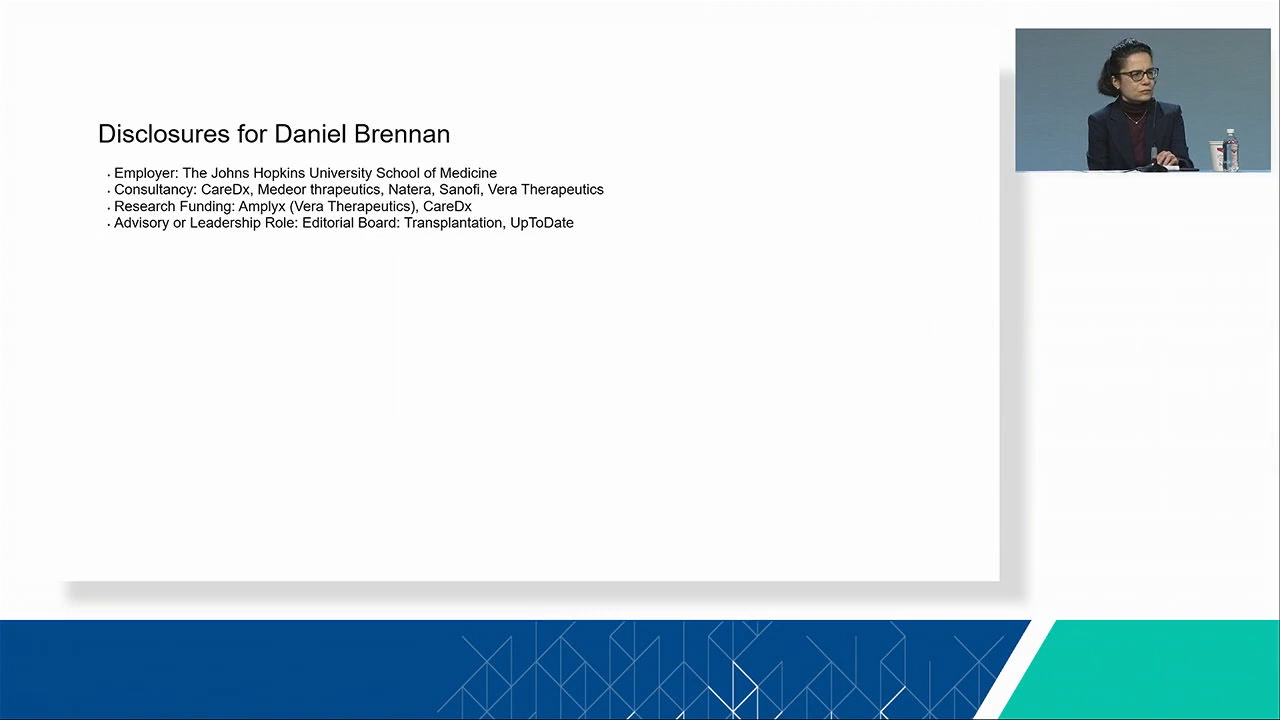 Disclosures for Daniel Brennan
· Employer: The Johns Hopkins University School of Medicine
· Consultancy: CareDx, Medeor thrapeutics, Natera, Sanofi, Vera Therapeutics
· Research Funding: Amplyx (Vera Therapeutics), CareDx
· Advisory or Leadership Role: Editorial Board: Transplantation, UpToDate